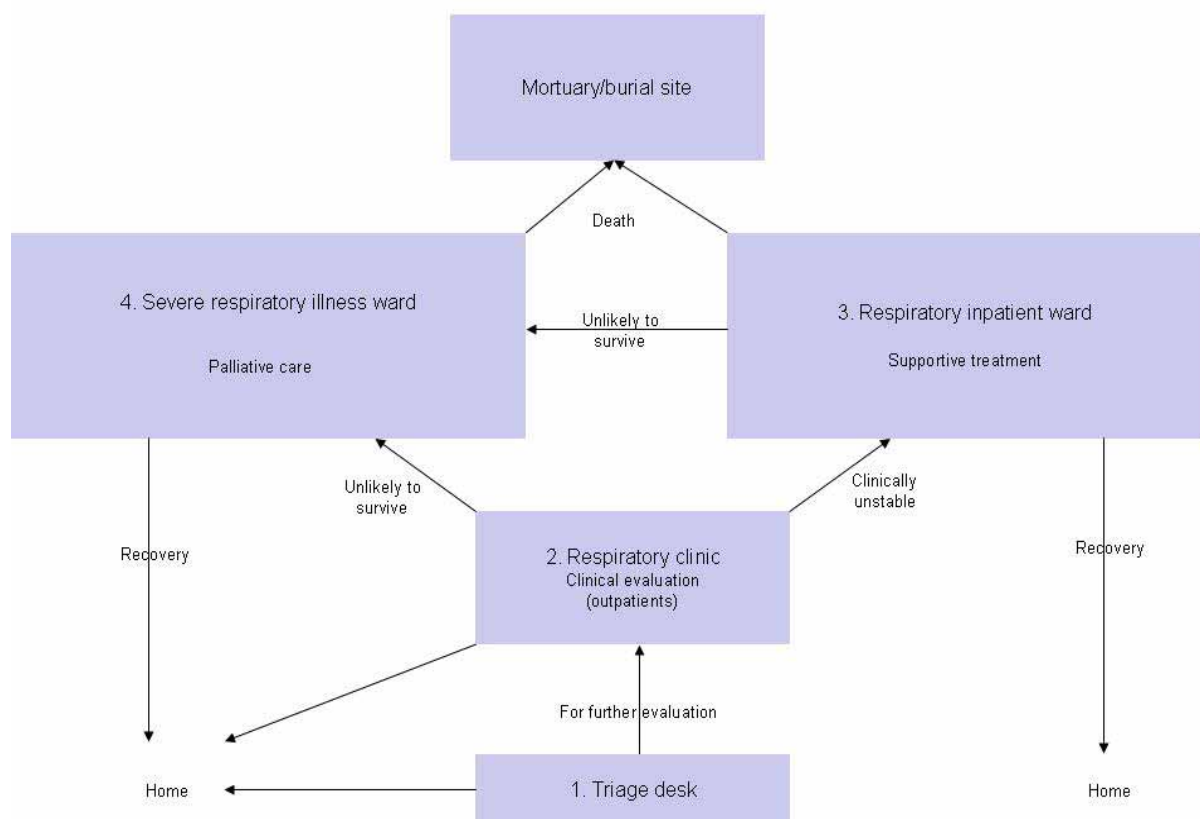 Mortuary/burial site
Death
4. Severe respiratory illness ward
Palliative care
Unlikely to
survive
3. Respiratory inpatient ward
Supportive treatment
Unlikely to
survive
Clinically
unstable
Recovery
2. Respiratory clinic
Clinical evaluation
(outpatients)
Recovery
For further evaluation
Home
1. Triage desk
Home